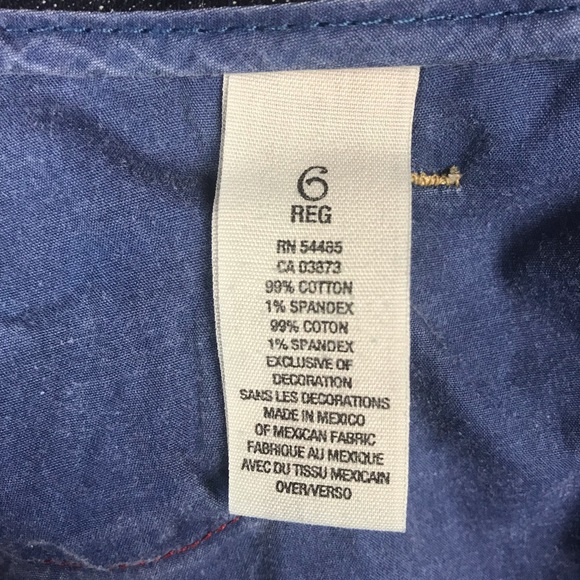 6
REG
RN 54485
CA 03873
99% COTTON
1% SPANDEX
99% COTON
1% SPANDEX
EXCLUSIVE OF
DECORATION
SANS LES DECORATIONS
MADE IN MEXICO
OF MEXICAN FABRIC
FABRIQUE AU MEXIQUE
AVEC DU TISSU MEXICAIN
OVER/VERSO